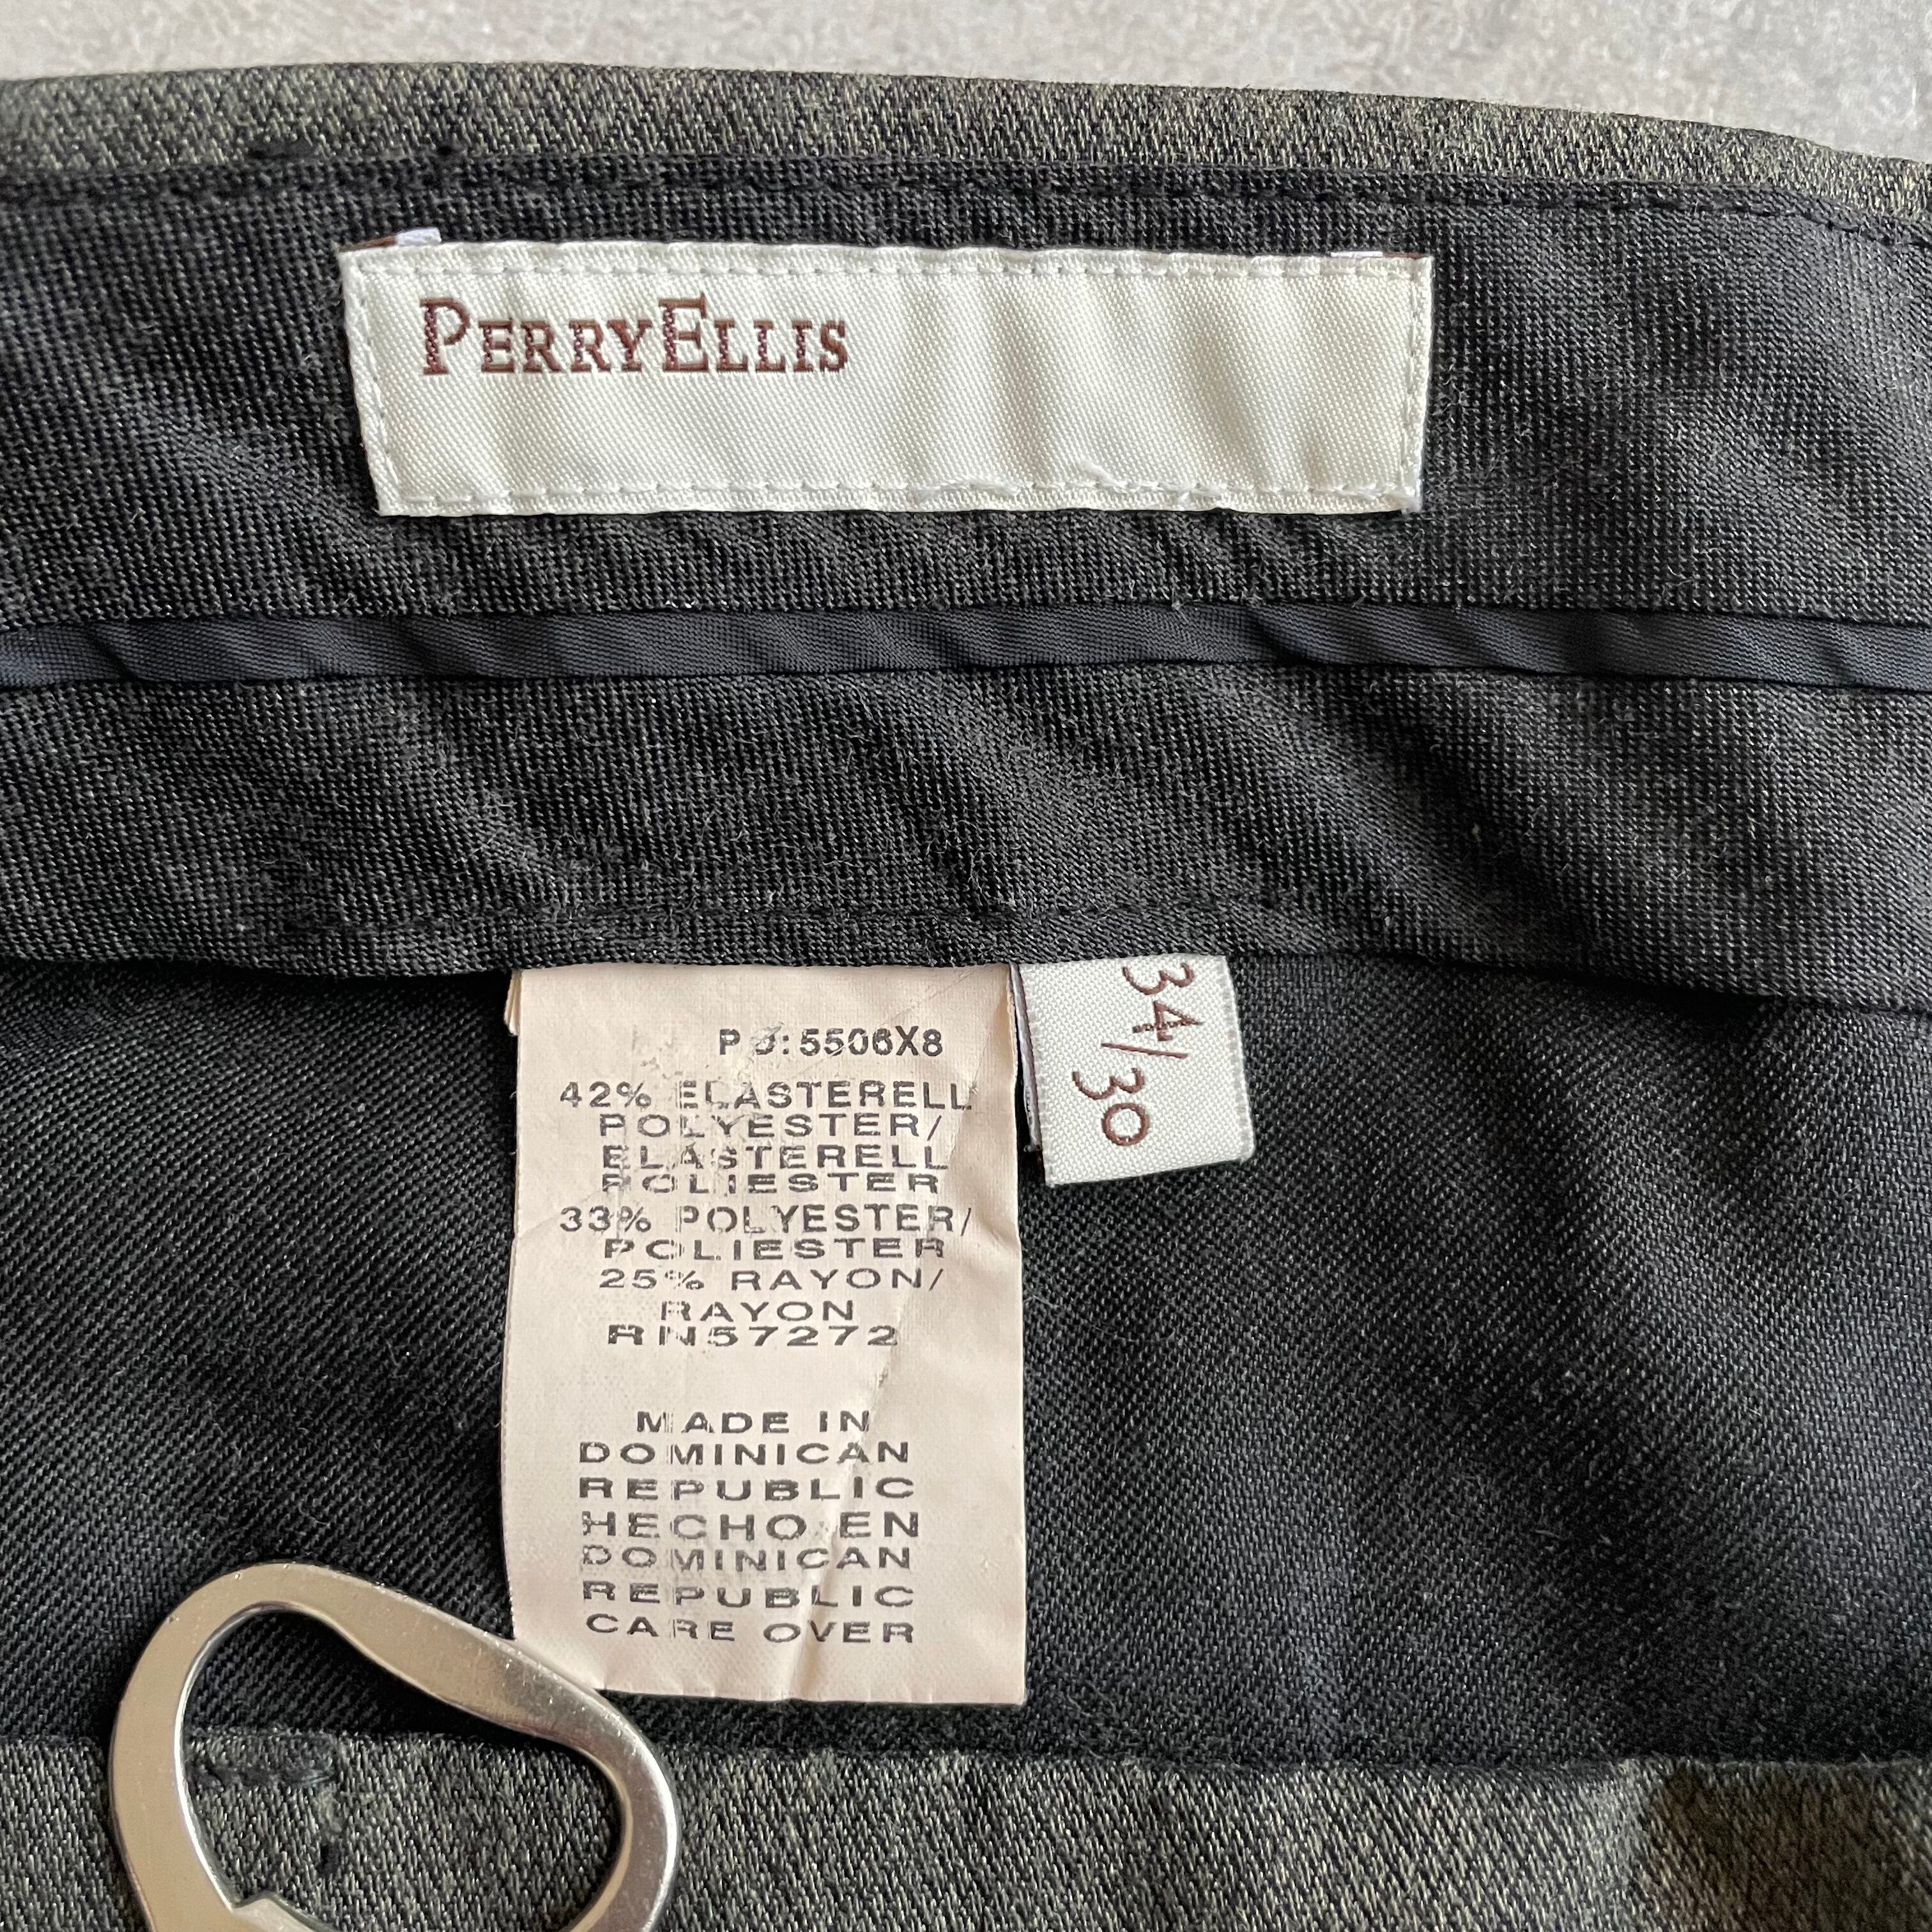 PERRYELLIS
34/30
PO:5506X8
42% ELASTERELL
POLYESTER/
ELASTERELL
POLIESTER
33% POLYESTER/
POLIESTER
25% RAYON/
RAYON
RN57272
MADE IN
DOMINICAN
REPUBLIC
HECHO EN
DOMINICAN
REPUBLIC
CARE OVER